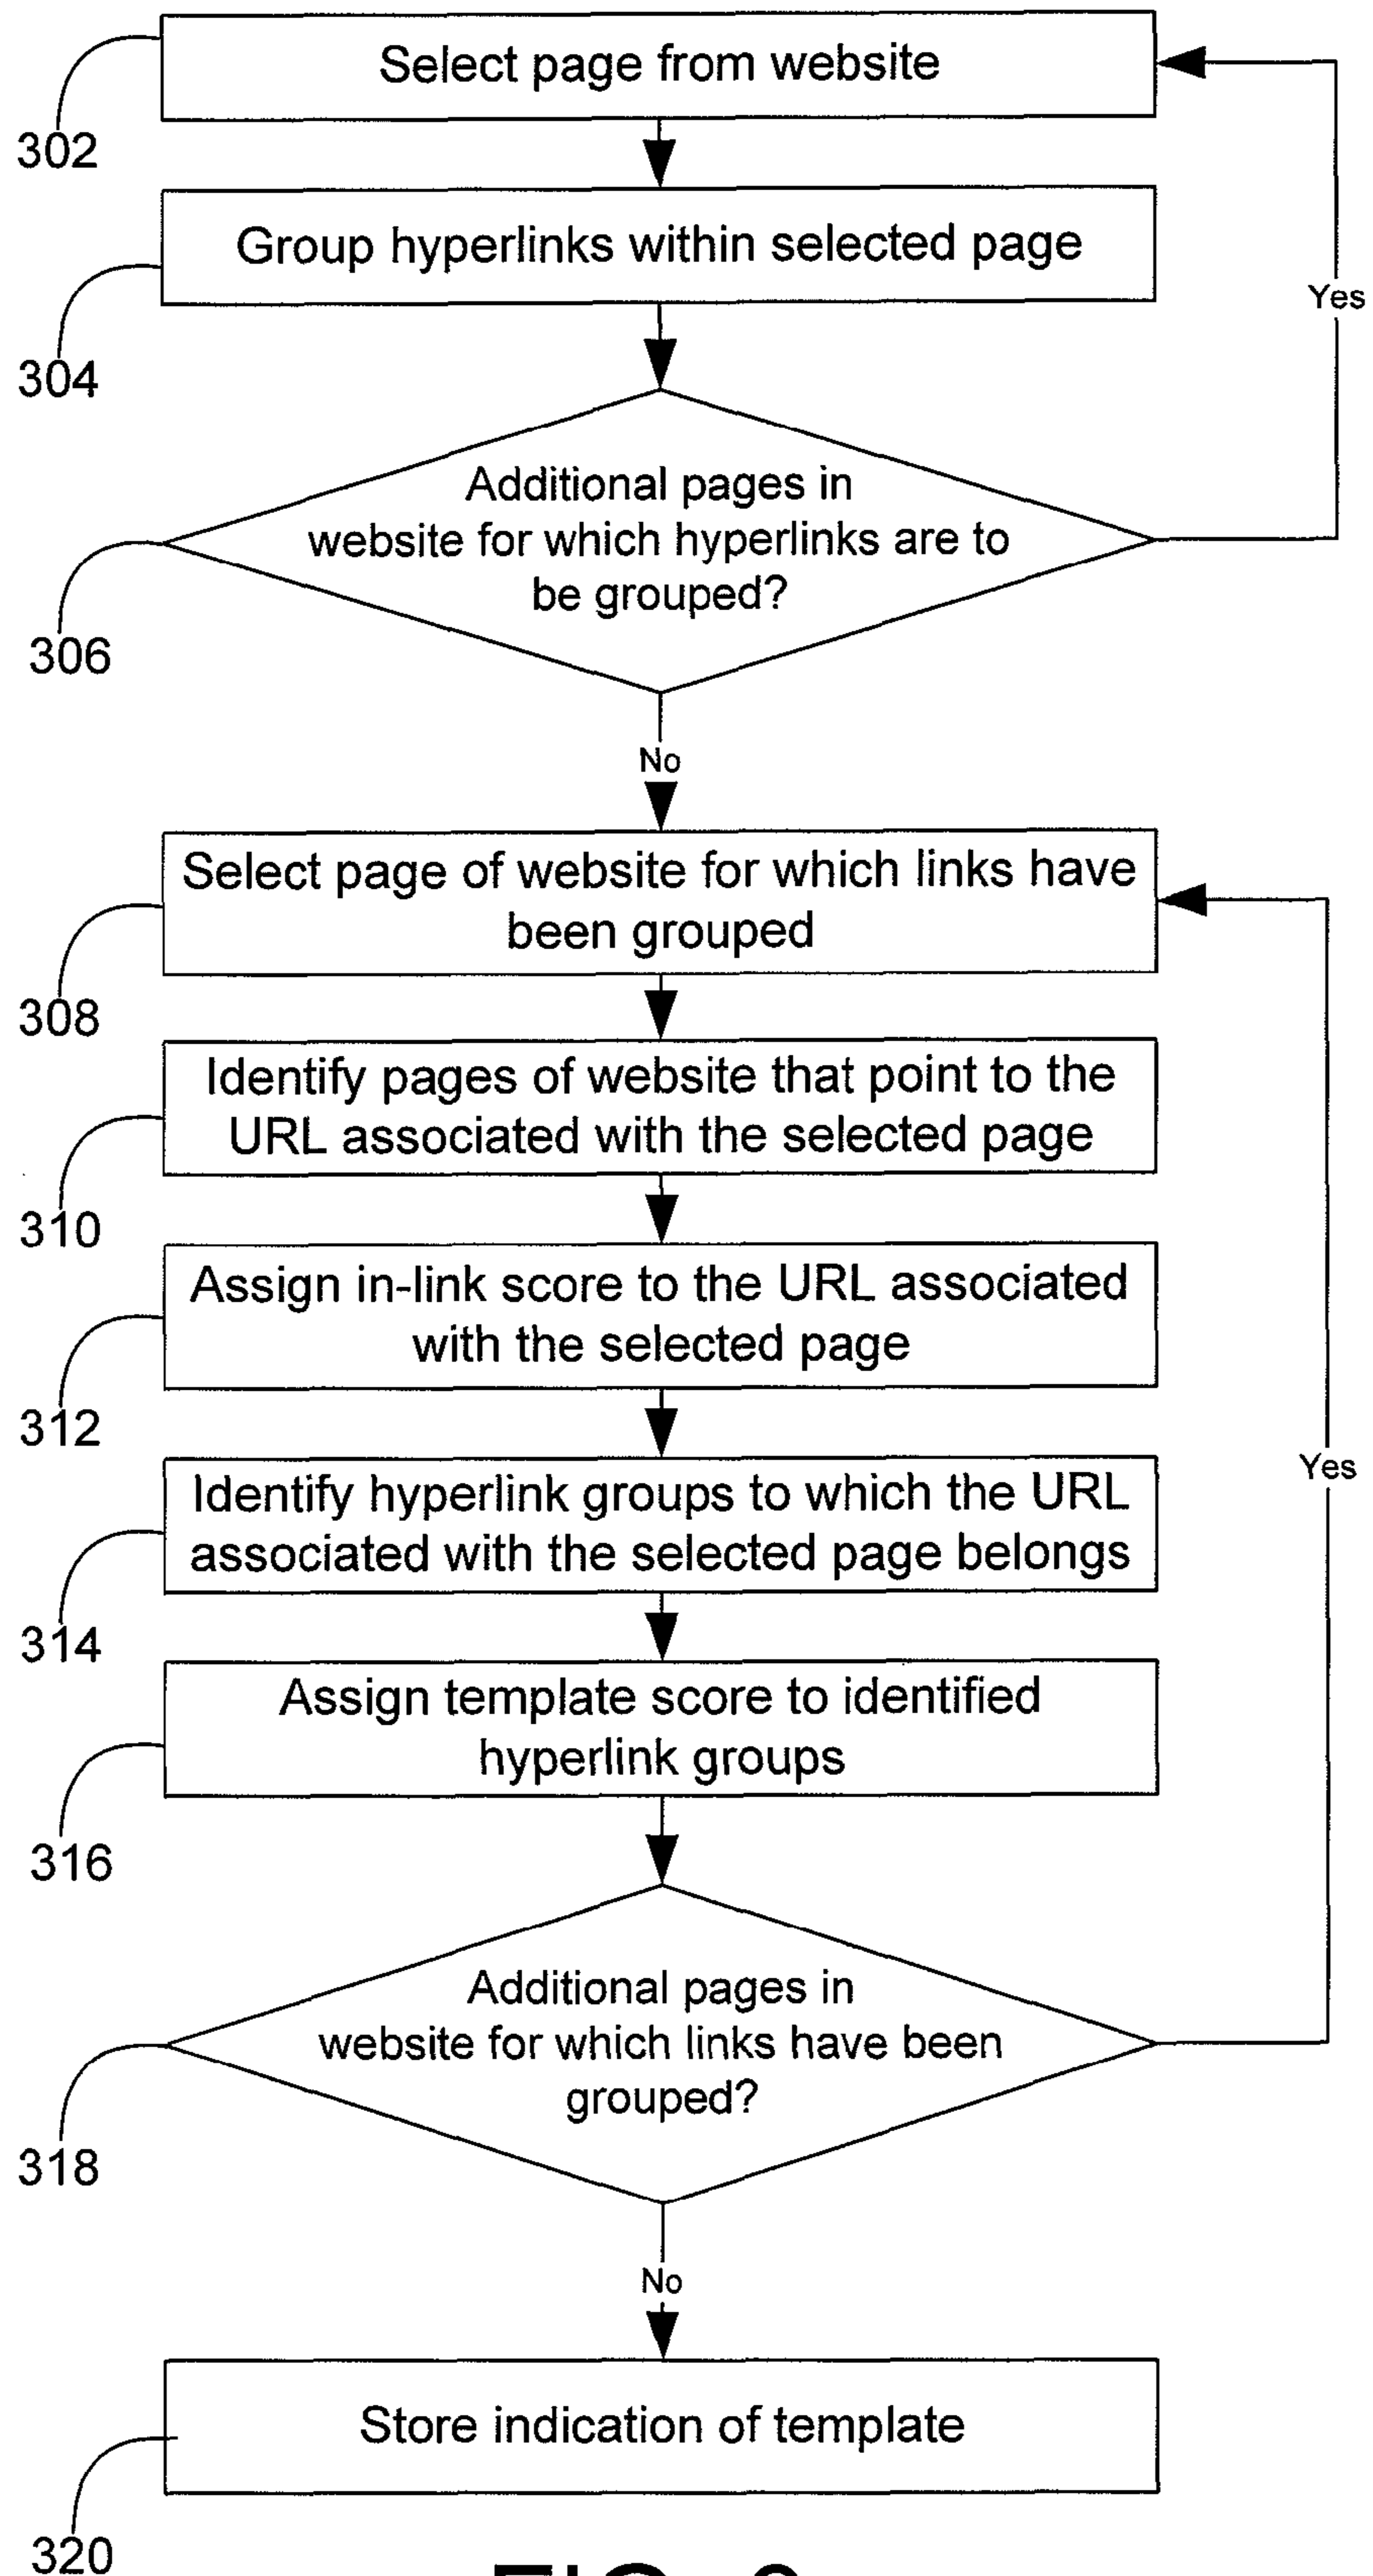 Select page from website
302
Group hyperlinks within selected page
Yes
304
Additional pages in
website for which hyperlinks are to
be grouped?
306
No
Select page of website for which links have
been grouped
308
Identify pages of website that point to the
URL associated with the selected page
310
Assign in-link score to the URL associated
with the selected page
312
Yes
Identify hyperlink groups to which the URL
associated with the selected page belongs
314
Assign template score to identified
hyperlink groups
316
Additional pages in
website for which links have been
grouped?
318
No
Store indication of template
320